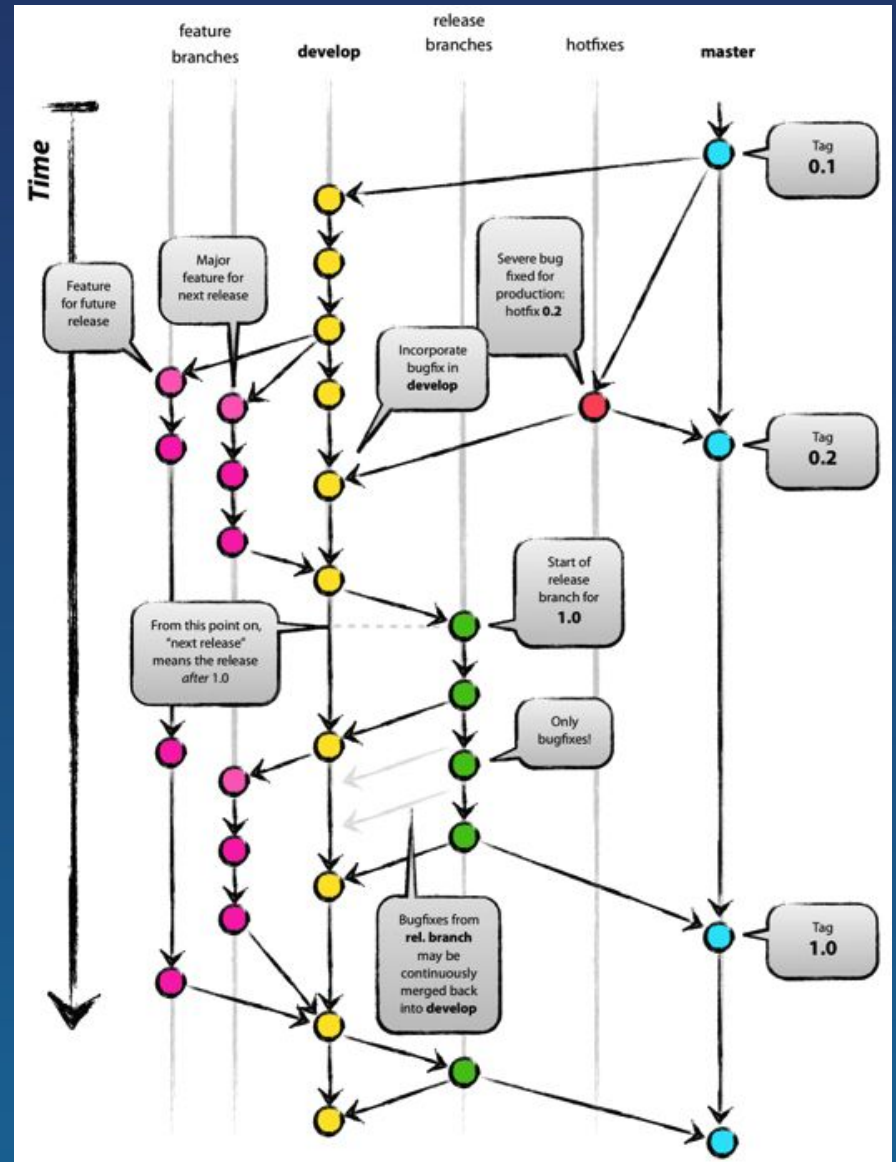 feature
branches
develop
release
branches
hotfixes
master
Time
Tag
0.1
Feature
for future
release
Major
feature for
next release
Severe bug
fixed for
production:
hotfix 0.2
Incorporate
bugfix in
develop
Tag
0.2
Start of
release
branch for
1.0
From this point on,
“next release”
means the release
after 1.0
Only
bugfixes!
Bugfixes from
rel. branch
may be
continuously
merged back
into develop
Tag
1.0